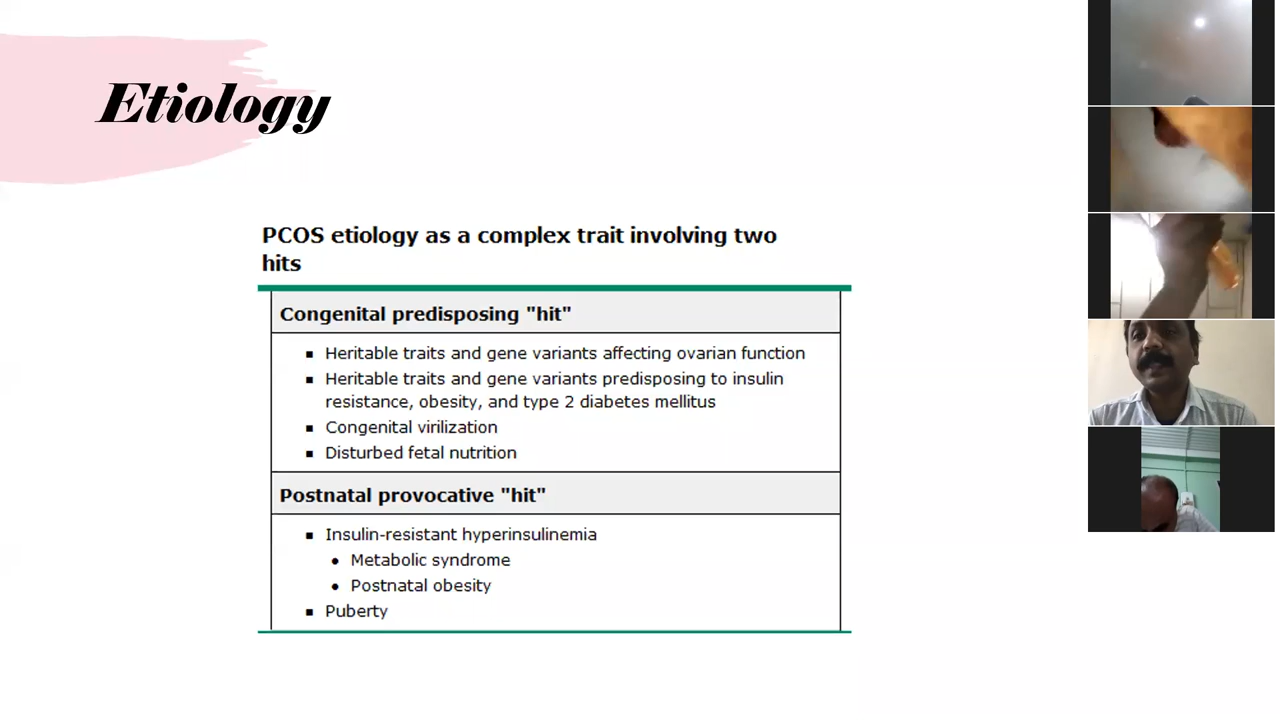 Etiology
PCOS etiology as a complex trait involving two
hits
Congenital predisposing "hit"
▪ Heritable traits and gene variants affecting ovarian function
▪ Heritable traits and gene variants predisposing to insulin
resistance, obesity, and type 2 diabetes mellitus
▪ Congenital virilization
▪ Disturbed fetal nutrition
Postnatal provocative "hit"
▪ Insulin-resistant hyperinsulinemia
• Metabolic syndrome
• Postnatal obesity
▪ Puberty